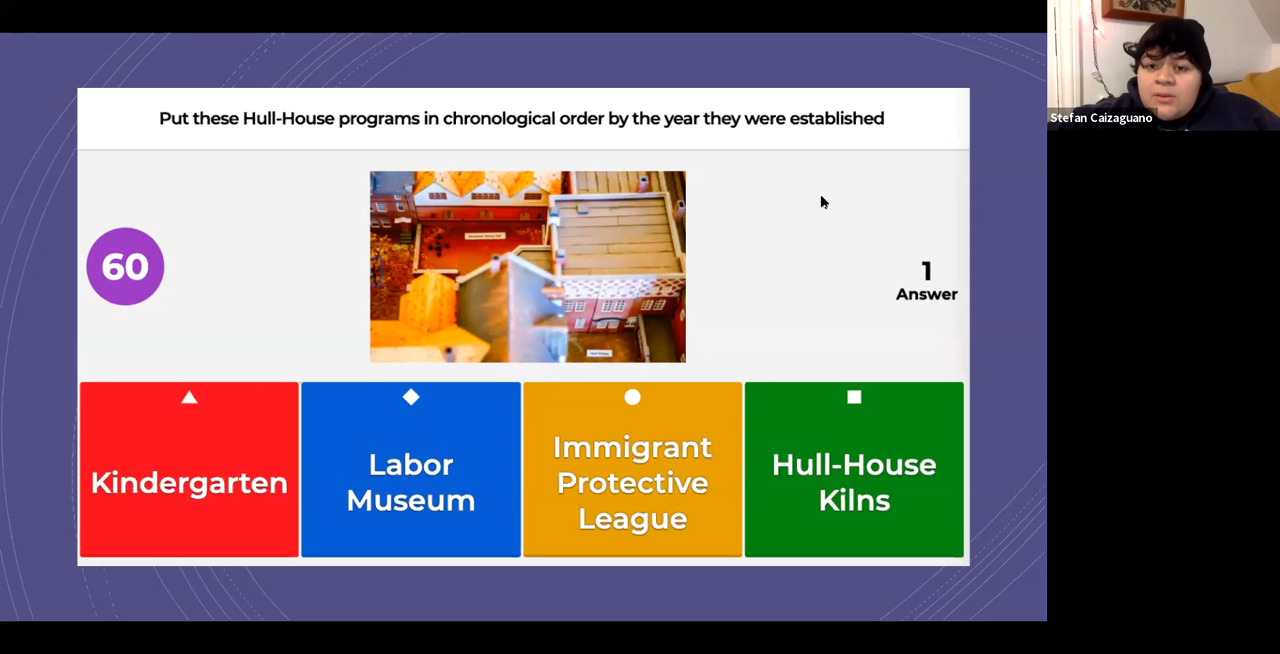 Put these Hull-House programs in chronological order by the year they were established
60
1
Answer
Kindergarten
Labor
Museum
Immigrant
Protective
League
Hull-House
Kilns
Stefan Caizaguano